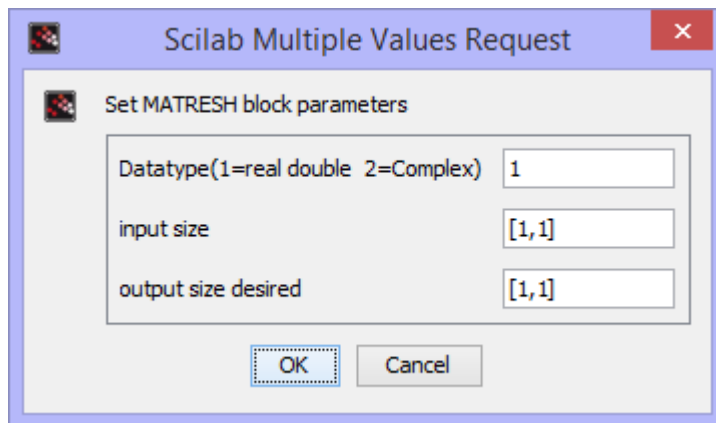 Scilab Multiple Values Request
Set MATRESH block parameters
Datatype(1=real double  2=Complex) 1
input size [1,1]
output size desired [1,1]
OK Cancel